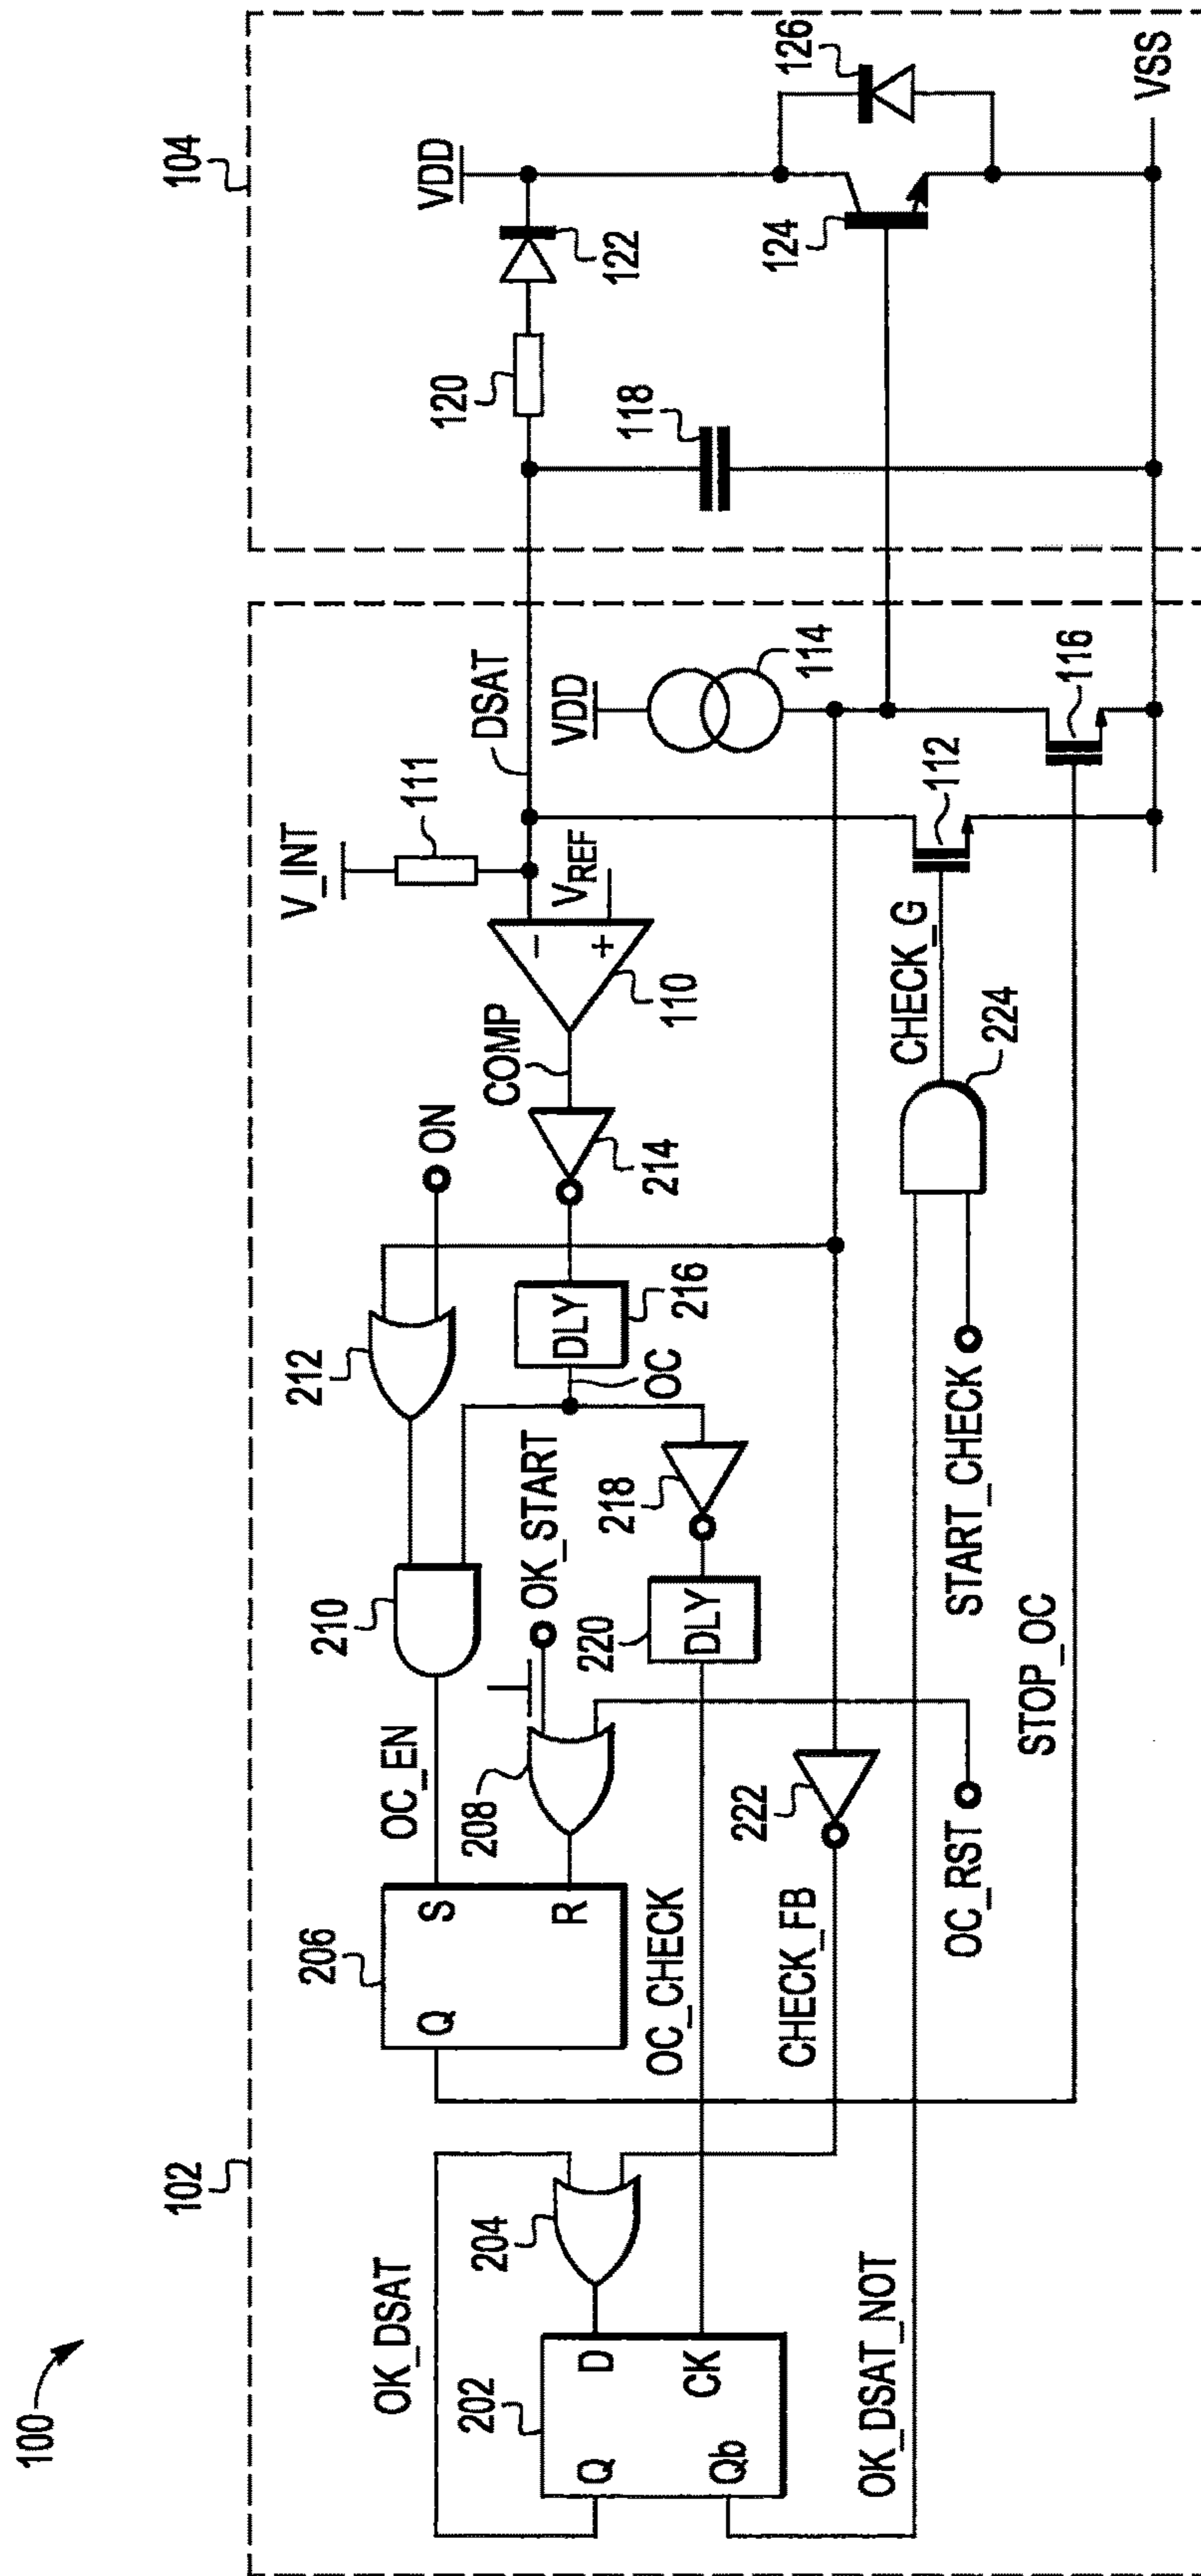 100
102
104
OK_DSAT
202
D
CK
Q
Qb
204
OK_DSAT_NOT
206
Q
S
R
OC_EN
208
OK_START
OC_CHECK
CHECK_FB
222
OC_RST
STOP_OC
210
212
ON
OC
DLY
216
218
DLY
220
START_CHECK
214
COMP
110
−
+
VREF
V_INT
111
DSAT
CHECK_G
224
112
VDD
114
116
118
120
122
VDD
124
126
VSS